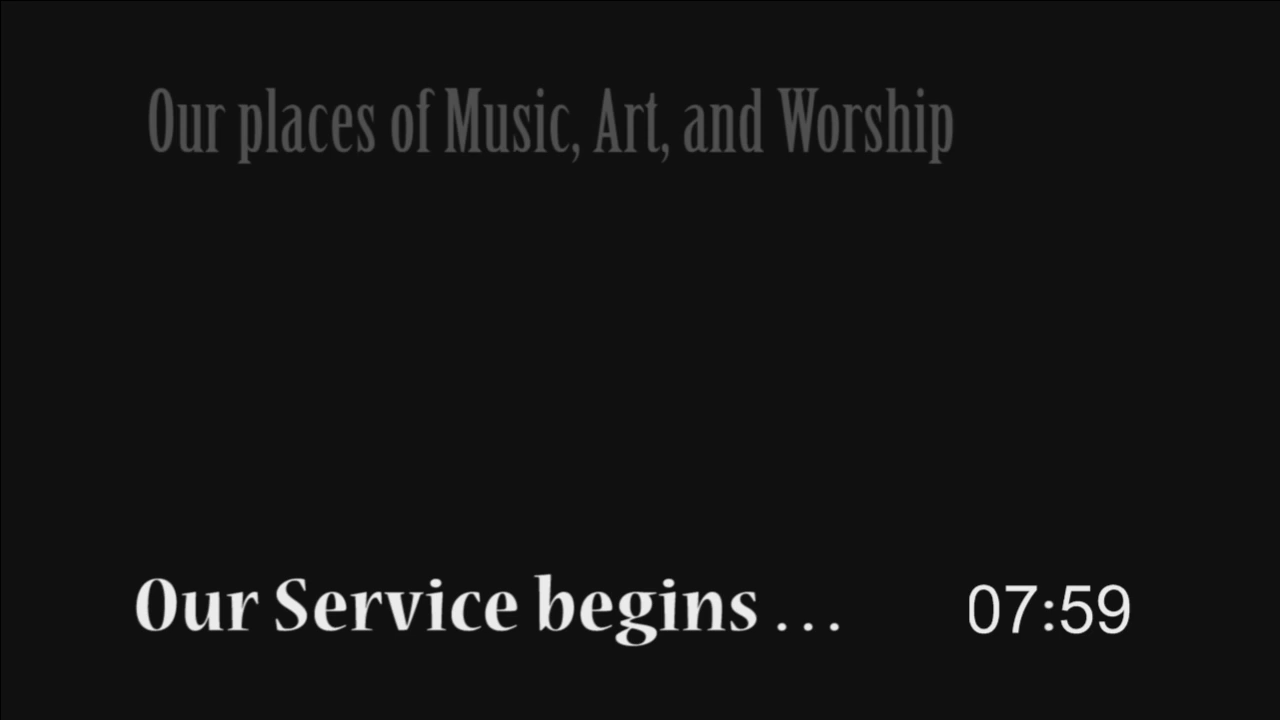 Our places of Music, Art, and Worship
Our Service begins . . . 07:59